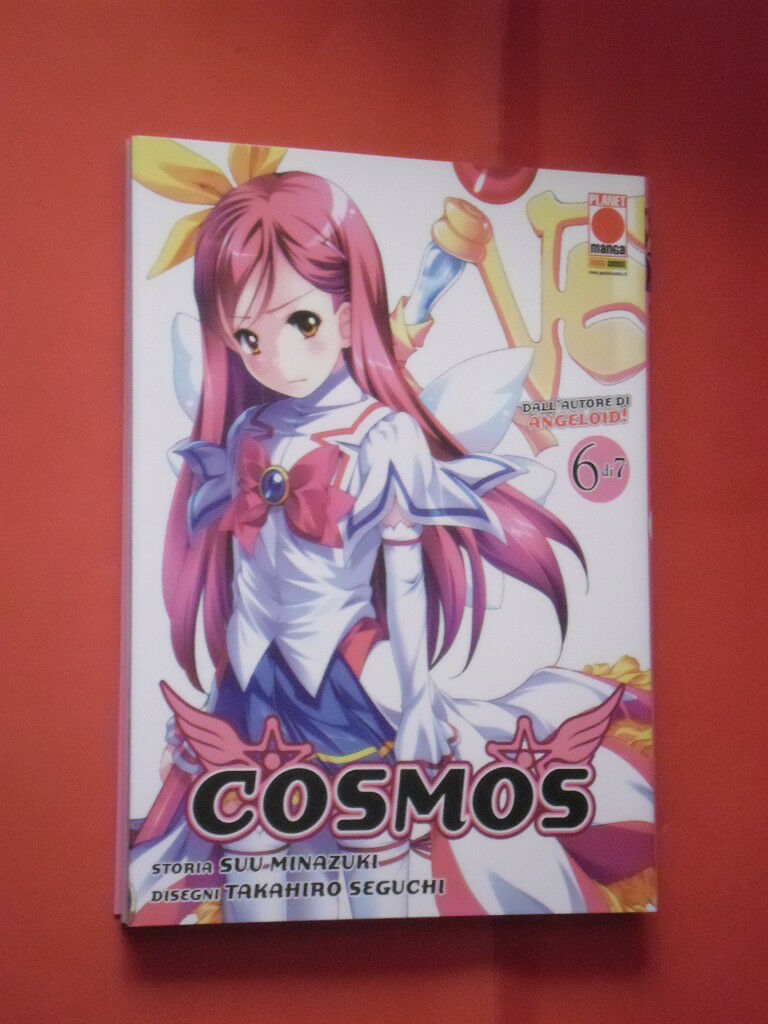 PLANET
manga
DALL'AUTORE DI
ANGELOID!
6 di 7
COSMOS
STORIA SUU MINAZUKI
DISEGNI TAKAHIRO SEGUCHI